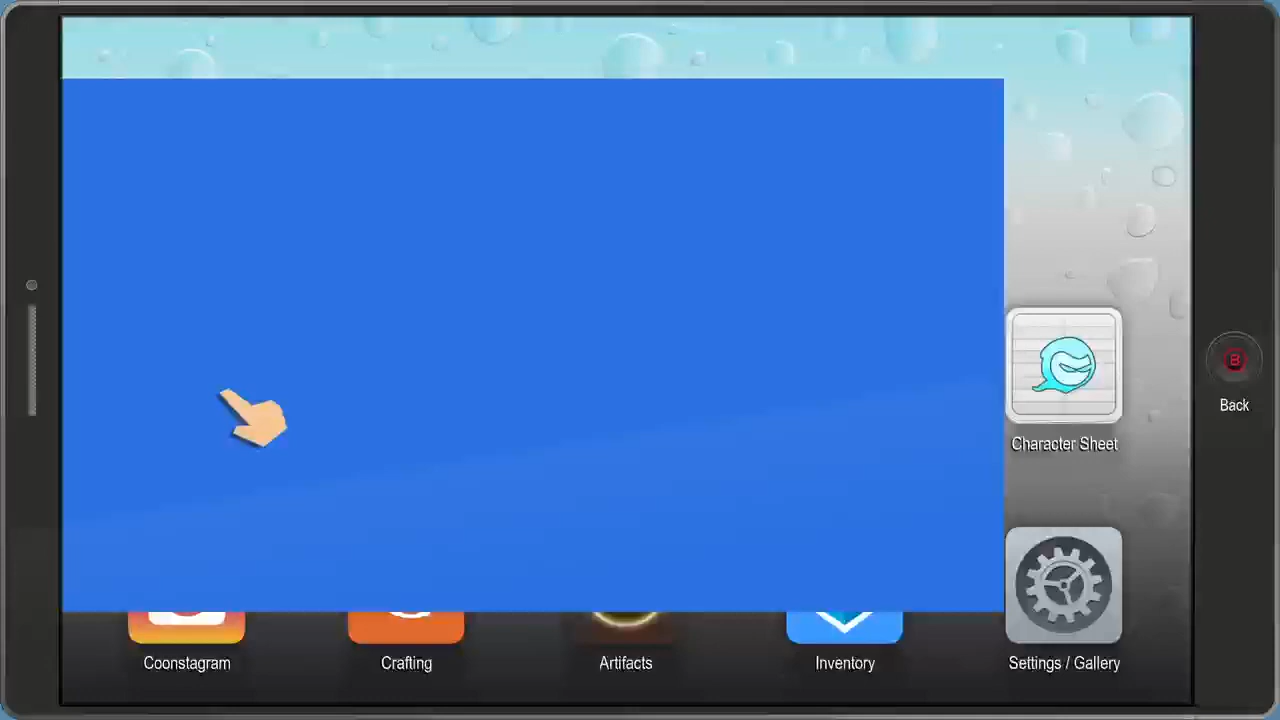 B
Back
Character Sheet
Coonstagram
Crafting
Artifacts
Inventory
Settings / Gallery